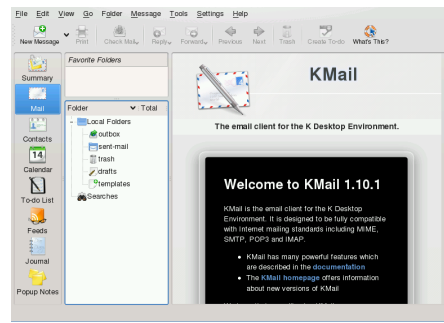 File Edit View Go Folder Message Tools Settings Help
New Message Print Check Mail Reply Forward Previous Next Trash Create To-do What's This?
Summary
Mail
Contacts
14
Calendar
To-do List
Feeds
Journal
Popup Notes
Favorite Folders
Folder Total
Local Folders
outbox
sent-mail
trash
drafts
templates
Searches
KMail
The email client for the K Desktop Environment.
Welcome to KMail 1.10.1
KMail is the email client for the K Desktop
Environment. It is designed to be fully compatible
with Internet mailing standards including MIME,
SMTP, POP3 and IMAP.
• KMail has many powerful features which
are described in the documentation
• The KMail homepage offers information
about new versions of KMail